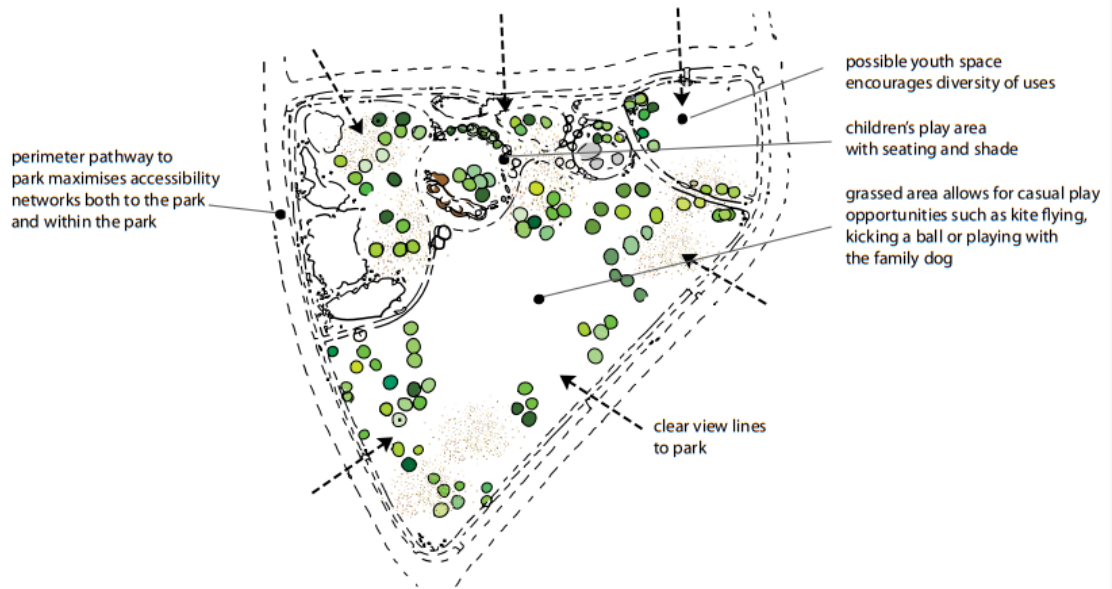 possible youth space
encourages diversity of uses
children's play area
with seating and shade
perimeter pathway to
park maximises accessibility
networks both to the park
and within the park
grassed area allows for casual play
opportunities such as kite flying,
kicking a ball or playing with
the family dog
clear view lines
to park